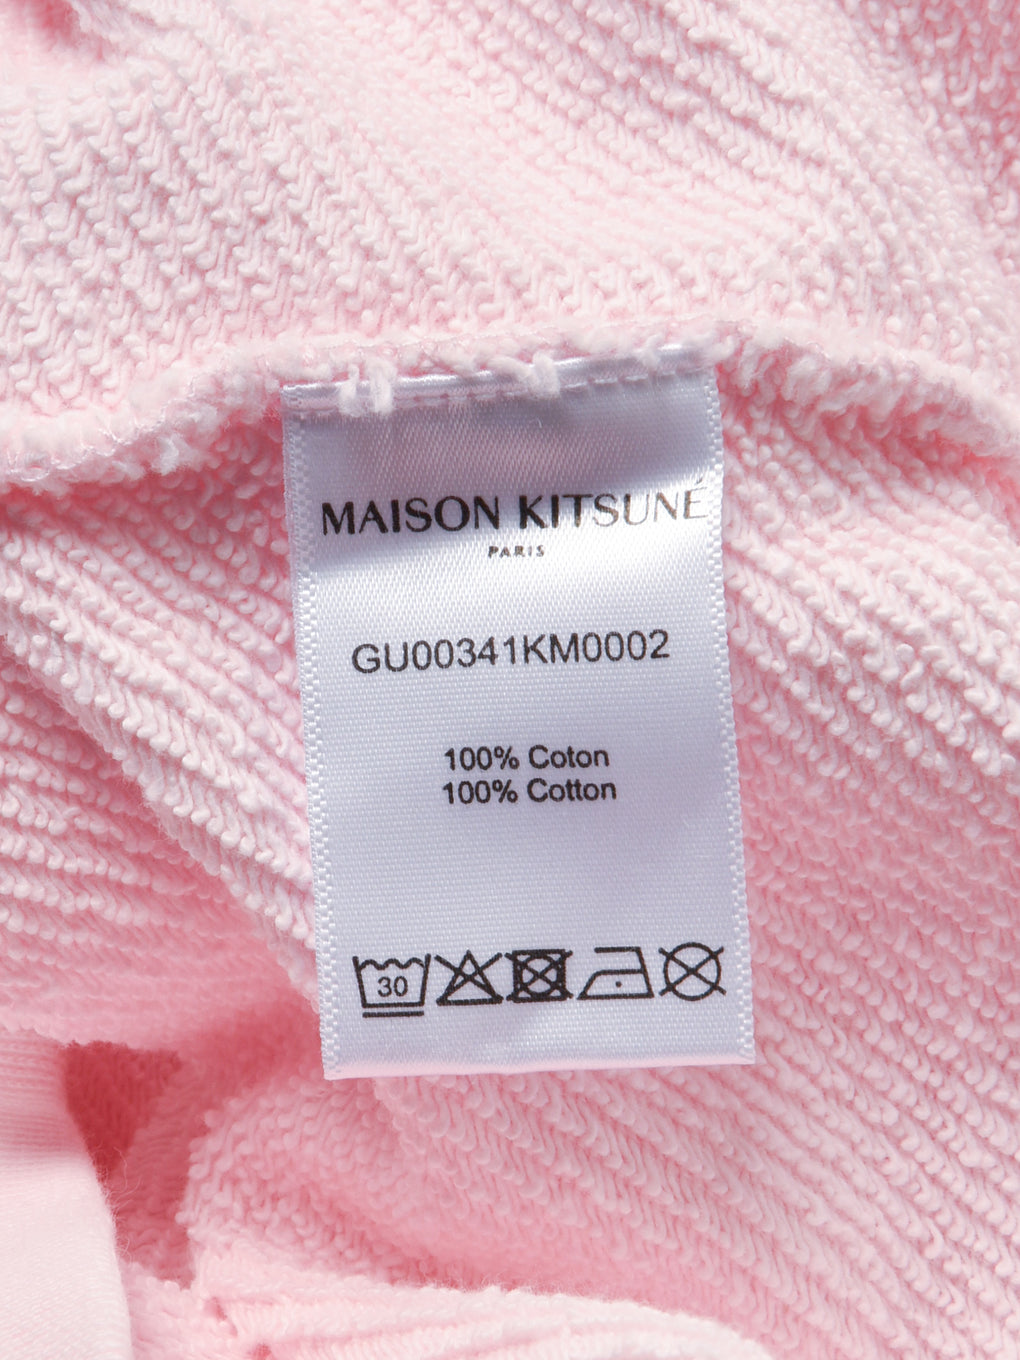 MAISON KITSUNÉ
PARIS
GU00341KM0002
100% Coton
100% Cotton
30